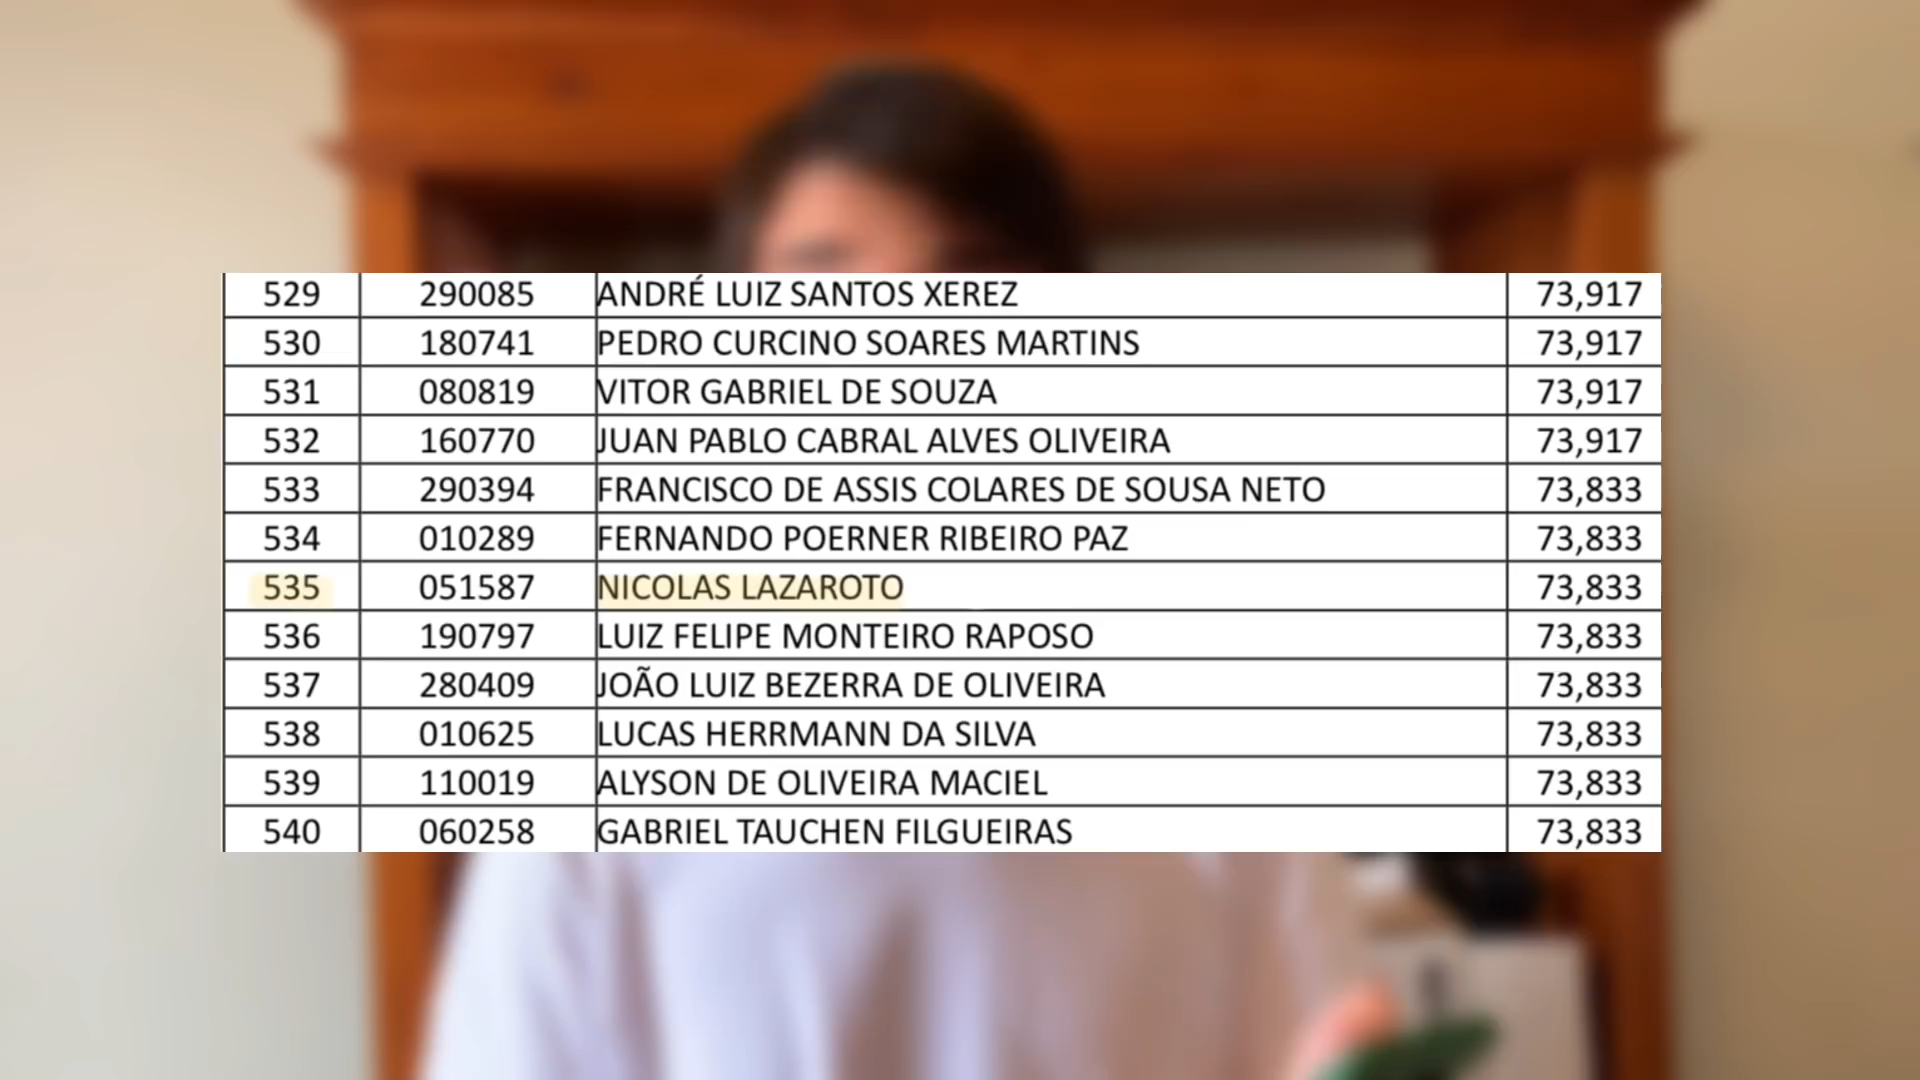 529 290085 ANDRÉ LUIZ SANTOS XEREZ 73,917
530 180741 PEDRO CURCINO SOARES MARTINS 73,917
531 080819 VITOR GABRIEL DE SOUZA 73,917
532 160770 JUAN PABLO CABRAL ALVES OLIVEIRA 73,917
533 290394 FRANCISCO DE ASSIS COLARES DE SOUSA NETO 73,833
534 010289 FERNANDO POERNER RIBEIRO PAZ 73,833
535 051587 NICOLAS LAZAROTO 73,833
536 190797 LUIZ FELIPE MONTEIRO RAPOSO 73,833
537 280409 JOÃO LUIZ BEZERRA DE OLIVEIRA 73,833
538 010625 LUCAS HERRMANN DA SILVA 73,833
539 110019 ALYSON DE OLIVEIRA MACIEL 73,833
540 060258 GABRIEL TAUCHEN FILGUEIRAS 73,833